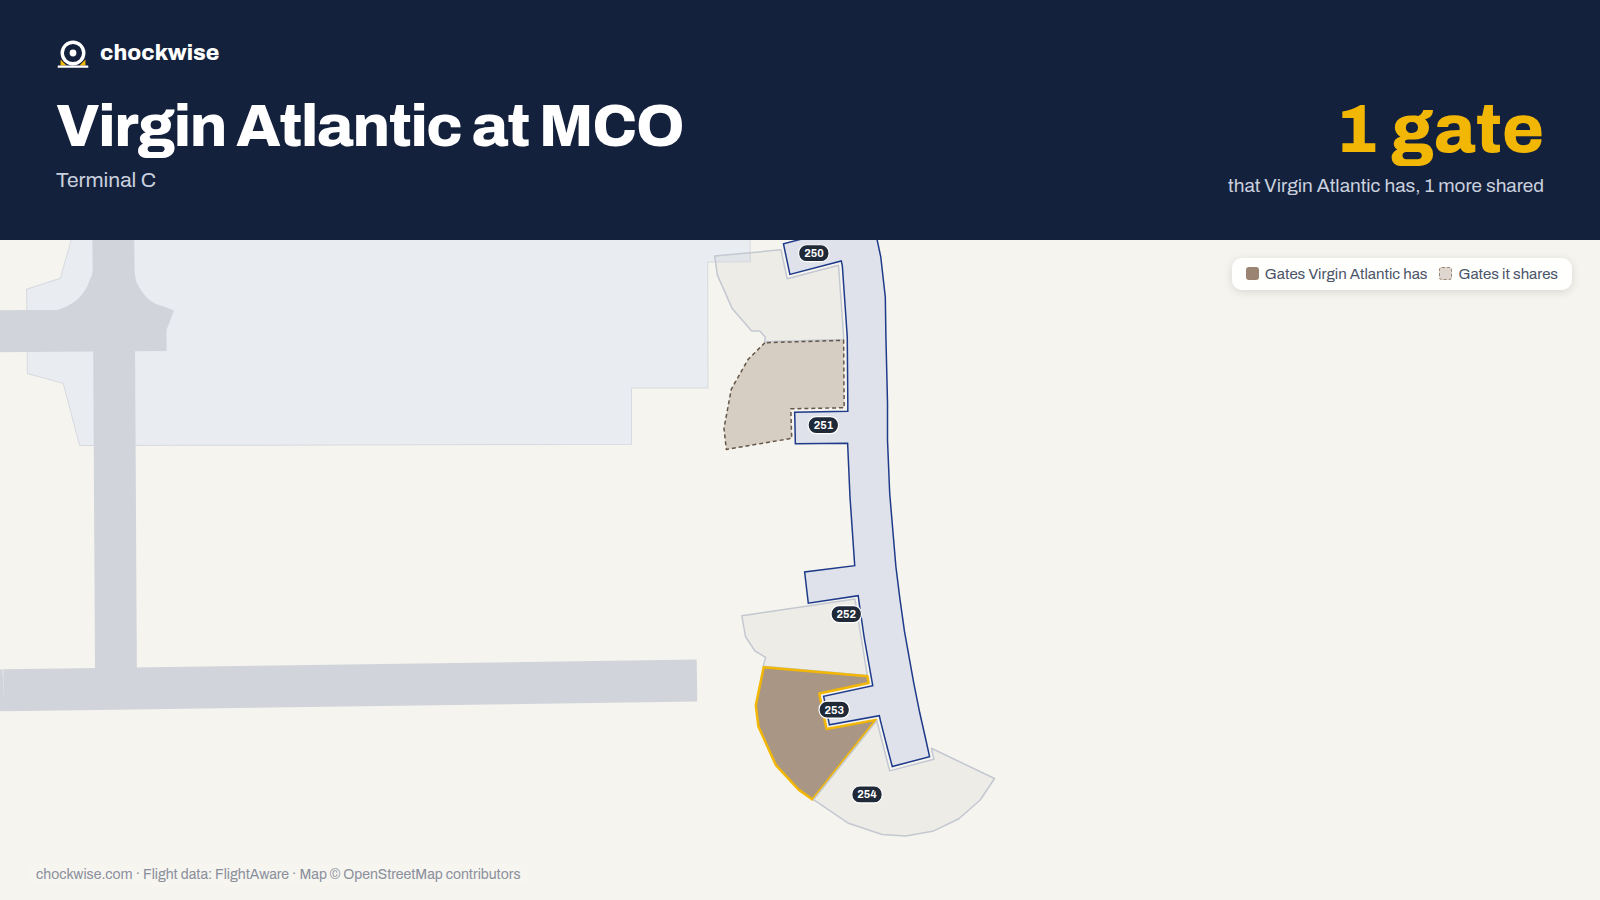 chockwise
Virgin Atlantic at MCO
Terminal C
1 gate
that Virgin Atlantic has, 1 more shared
Gates Virgin Atlantic has
Gates it shares
250
251
252
253
254
chockwise.com · Flight data: FlightAware · Map © OpenStreetMap contributors